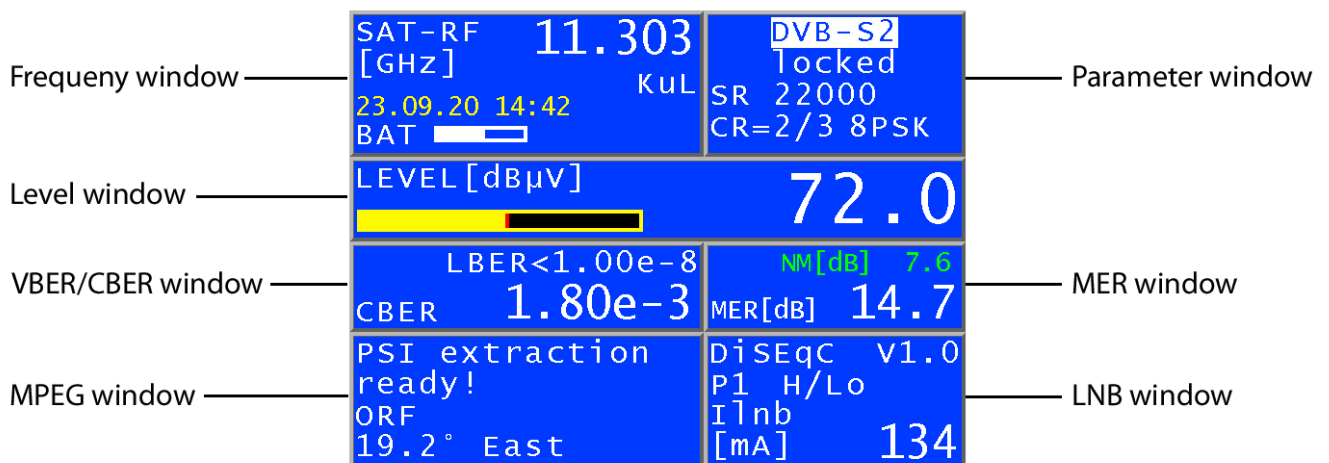 Frequeny window
SAT-RF 11.303
[GHz]
KuL
23.09.20 14:42
BAT
DVB-S2
locked
SR 22000
CR=2/3 8PSK
Parameter window
Level window
LEVEL[dBµV]
72.0
VBER/CBER window
LBER<1.00e-8
CBER 1.80e-3
NM[dB] 7.6
MER[dB] 14.7
MER window
MPEG window
PSI extraction
ready!
ORF
19.2° East
DiSEqC V1.0
P1 H/Lo
Ilnb
[mA] 134
LNB window